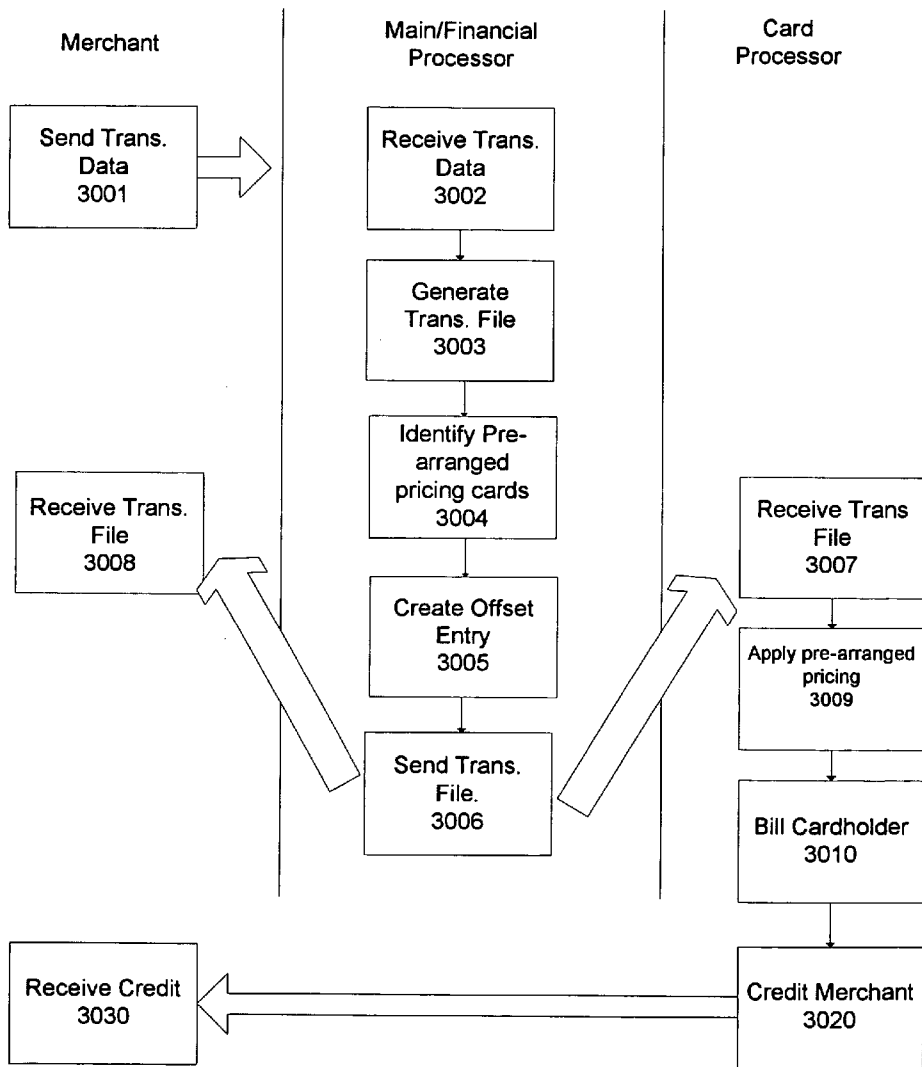 Merchant
Main/Financial
Processor
Card
Processor
Send Trans.
Data
3001
Receive Trans.
Data
3002
Generate
Trans. File
3003
Identify Pre-
arranged
pricing cards
3004
Receive Trans.
File
3008
Receive Trans
File
3007
Create Offset
Entry
3005
Apply pre-arranged
pricing
3009
Send Trans.
File.
3006
Bill Cardholder
3010
Receive Credit
3030
Credit Merchant
3020